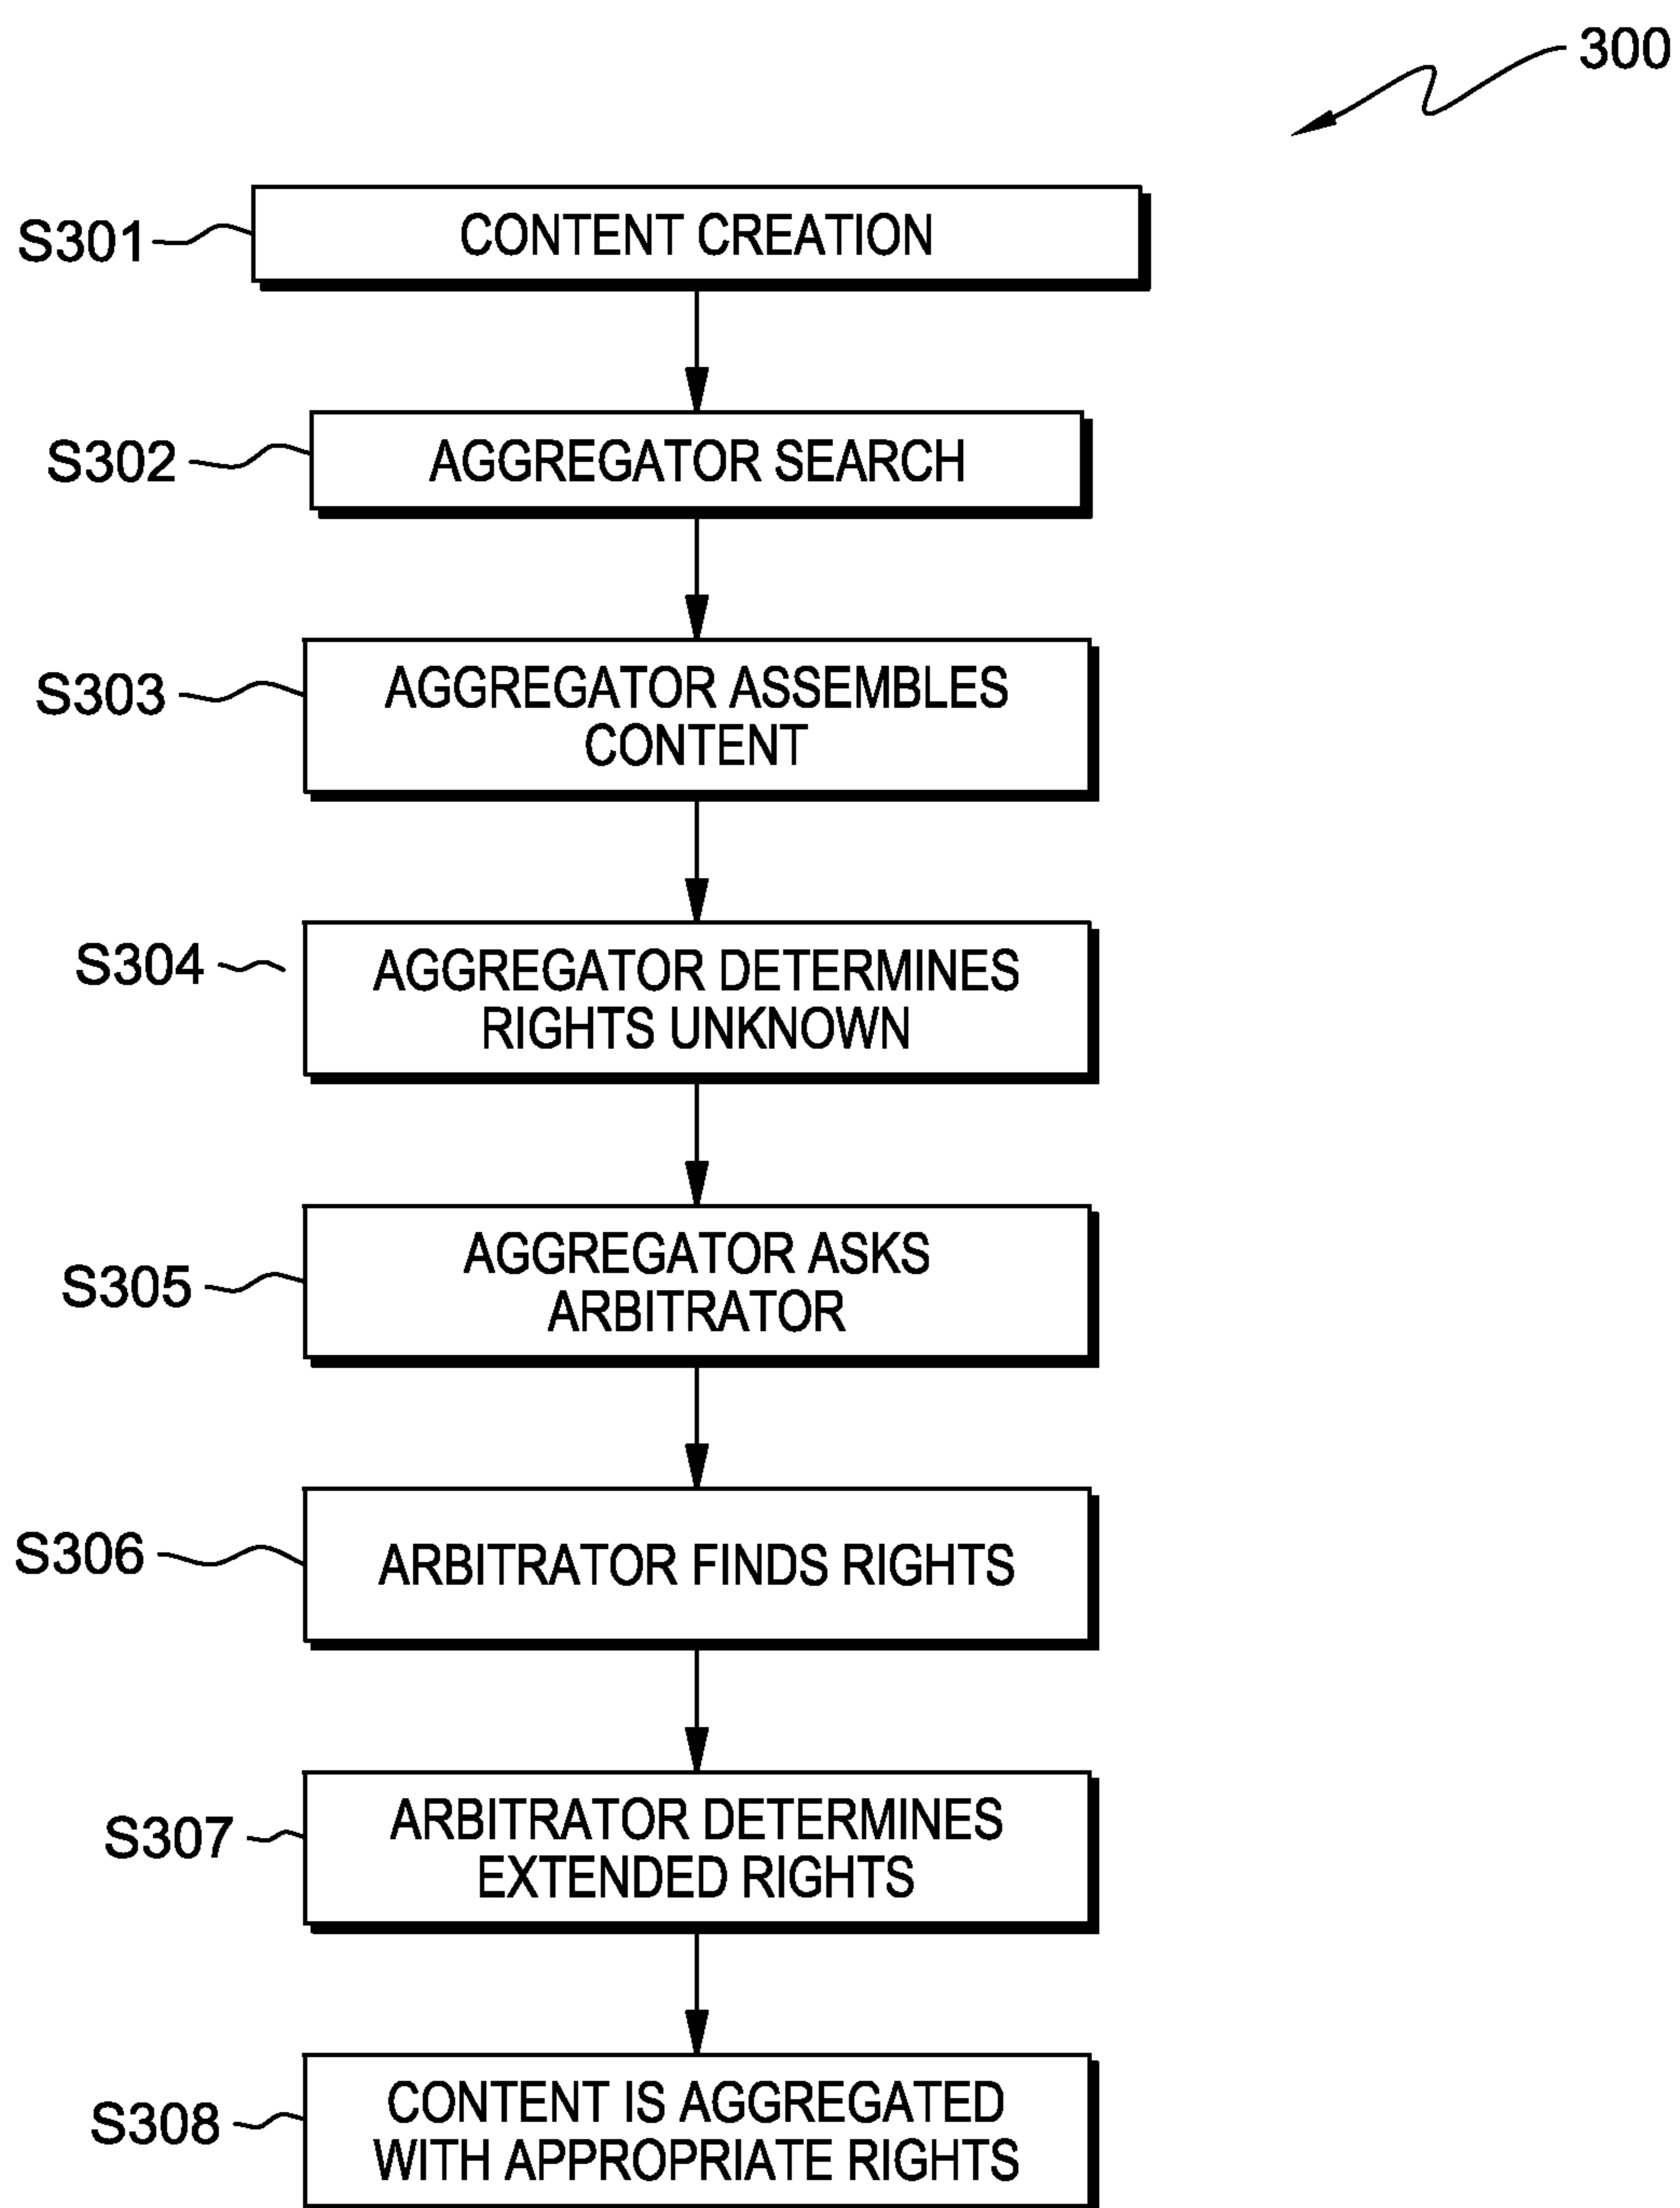 300
S301
CONTENT CREATION
S302
AGGREGATOR SEARCH
S303
AGGREGATOR ASSEMBLES
CONTENT
S304
AGGREGATOR DETERMINES
RIGHTS UNKNOWN
S305
AGGREGATOR ASKS
ARBITRATOR
S306
ARBITRATOR FINDS RIGHTS
S307
ARBITRATOR DETERMINES
EXTENDED RIGHTS
S308
CONTENT IS AGGREGATED
WITH APPROPRIATE RIGHTS